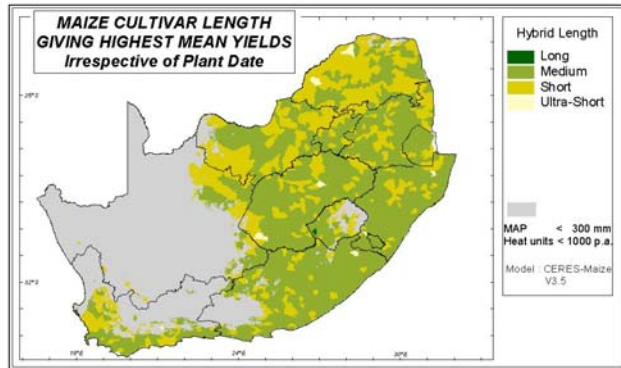 MAIZE CULTIVAR LENGTH
GIVING HIGHEST MEAN YIELDS
Irrespective of Plant Date
Hybrid Length
Long
Medium
Short
Ultra-Short
MAP < 300 mm
Heat units < 1000 p.a.
Model : CERES-Maize
V3.5